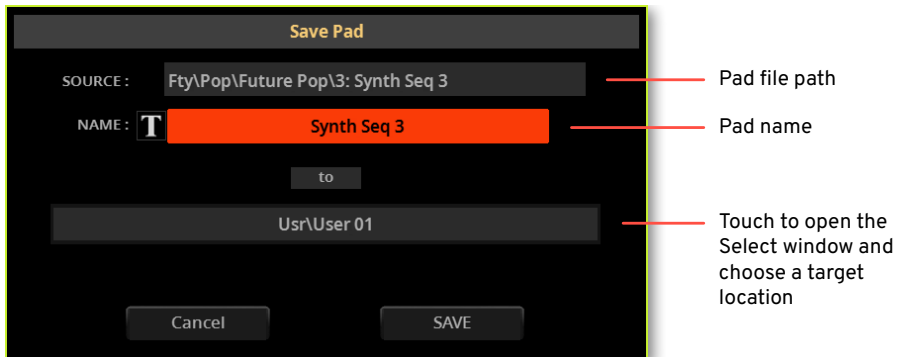 Save Pad
SOURCE : Fty\Pop\Future Pop\3: Synth Seq 3
Pad file path
NAME : T Synth Seq 3
Pad name
to
Usr\User 01
Touch to open the
Select window and
choose a target
location
Cancel SAVE